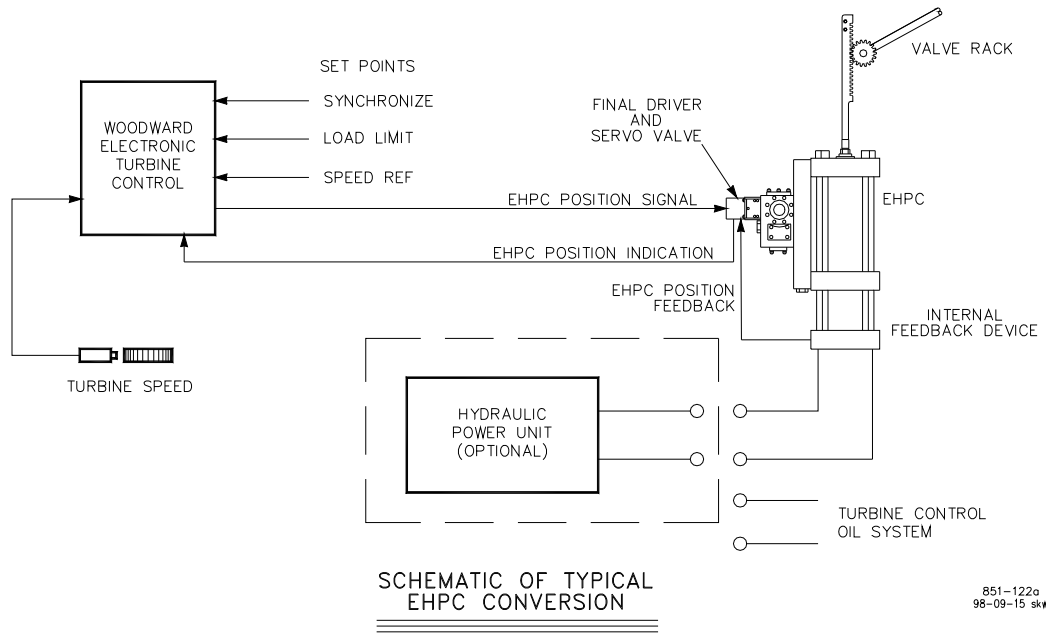 SET POINTS
SYNCHRONIZE
LOAD LIMIT
SPEED REF
WOODWARD
ELECTRONIC
TURBINE
CONTROL
FINAL DRIVER
AND
SERVO VALVE
VALVE RACK
EHPC POSITION SIGNAL
EHPC
EHPC POSITION INDICATION
EHPC POSITION
FEEDBACK
INTERNAL
FEEDBACK DEVICE
TURBINE SPEED
HYDRAULIC
POWER UNIT
(OPTIONAL)
TURBINE CONTROL
OIL SYSTEM
SCHEMATIC OF TYPICAL
EHPC CONVERSION
851-122a
98-09-15 skw